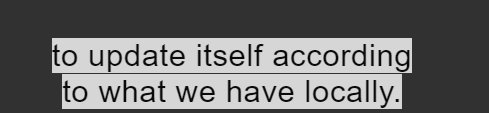 to update itself according
to what we have locally.